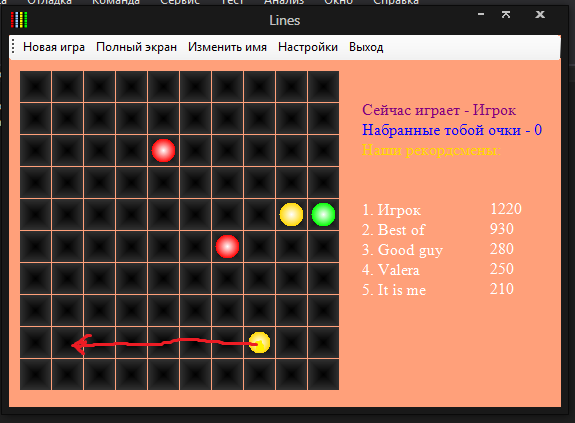 Отладка Команда Сервис Тест Анализ Окно Справка
Lines
Новая игра Полный экран Изменить имя Настройки Выход
Сейчас играет - Игрок
Набранные тобой очки - 0
Наши рекордсмены:
1. Игрок 1220
2. Best of 930
3. Good guy 280
4. Valera 250
5. It is me 210